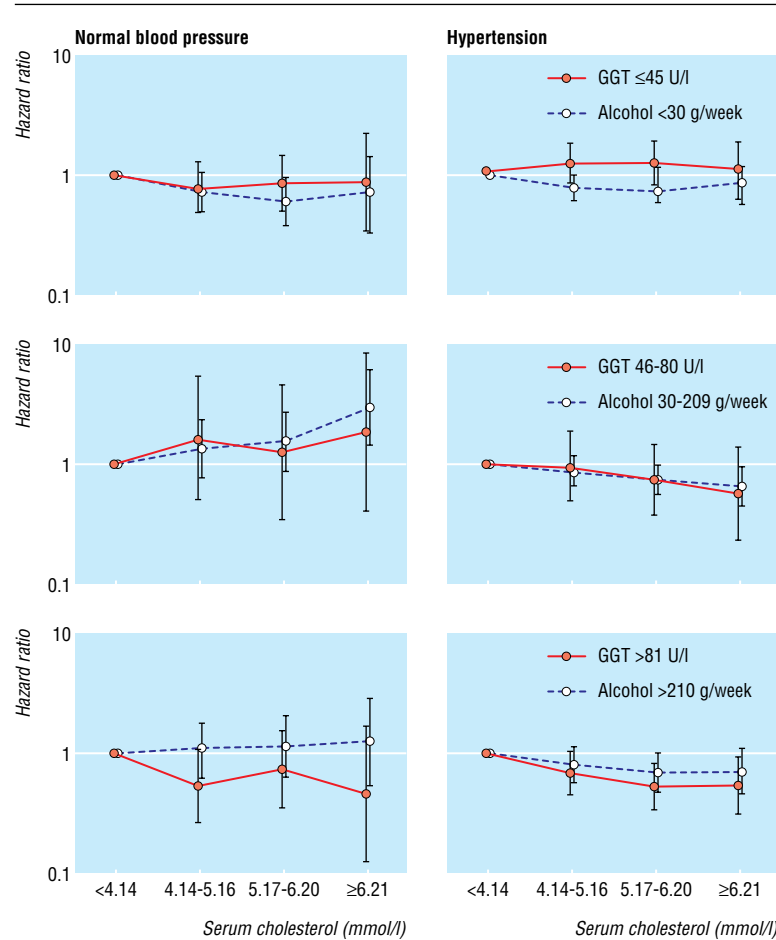 Normal blood pressure
Hypertension
Hazard ratio
10
1
0.1
GGT ≤45 U/l
Alcohol <30 g/week
Hazard ratio
10
1
0.1
GGT 46-80 U/l
Alcohol 30-209 g/week
Hazard ratio
10
1
0.1
GGT >81 U/l
Alcohol >210 g/week
<4.14 4.14-5.16 5.17-6.20 ≥6.21
<4.14 4.14-5.16 5.17-6.20 ≥6.21
Serum cholesterol (mmol/l)
Serum cholesterol (mmol/l)